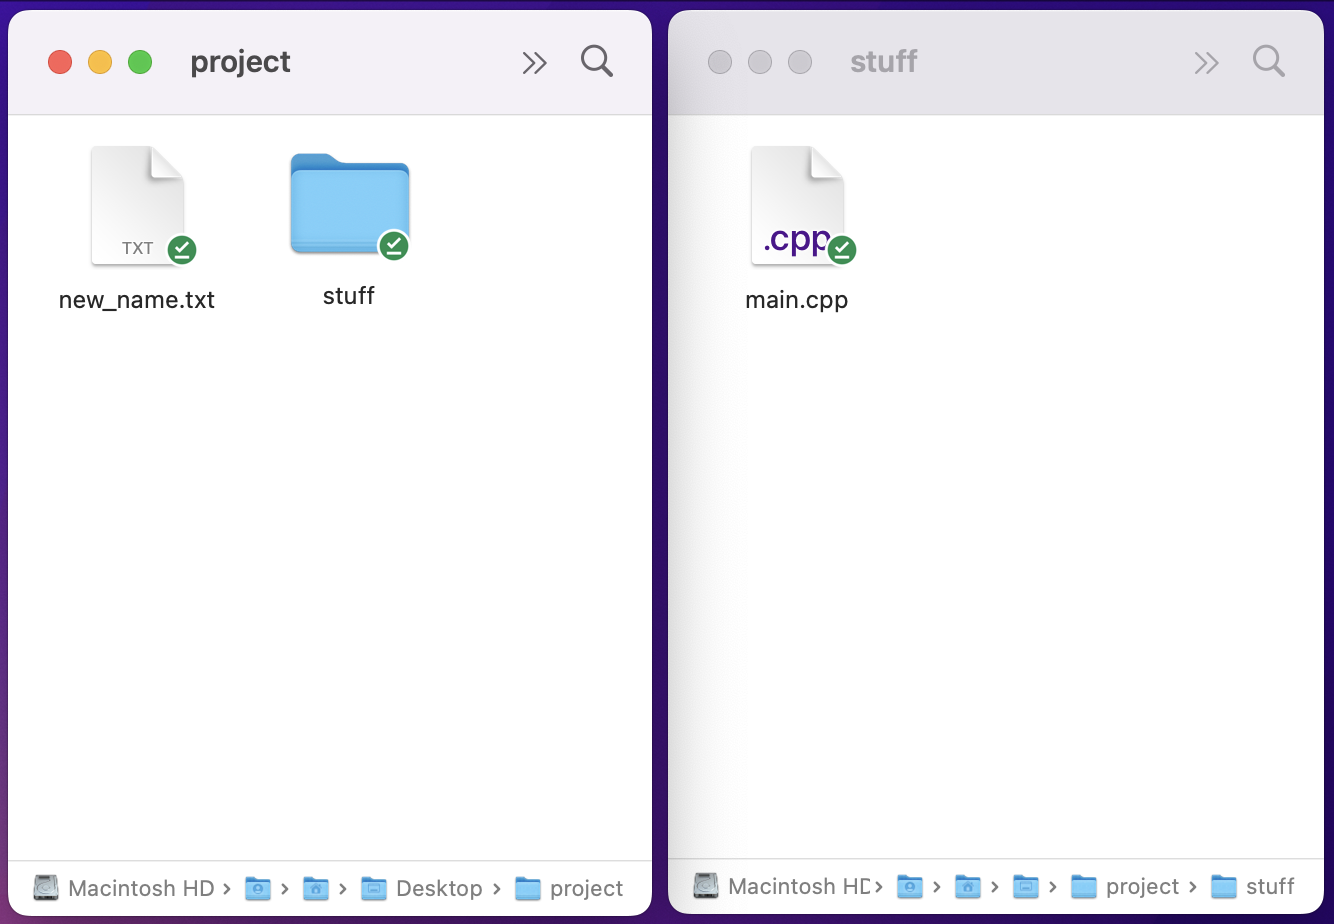 project
TXT
new_name.txt
stuff
Macintosh HD
Desktop
project
stuff
.cpp
main.cpp
Macintosh HD
project
stuff